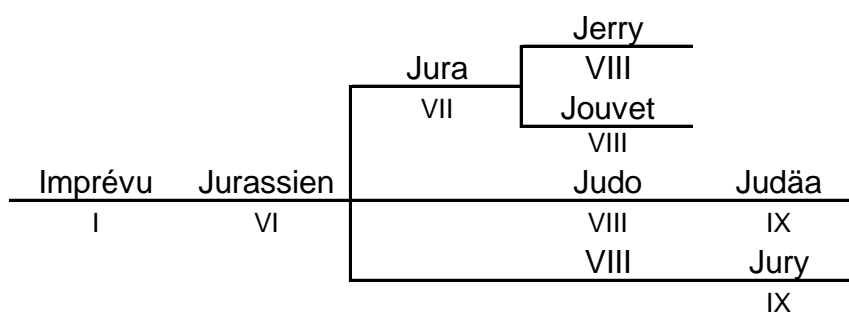 Jerry
Jura VIII
VII Jouvet
VIII
Imprévu Jurassien Judo Judäa
I VI VIII IX
VIII Jury
IX